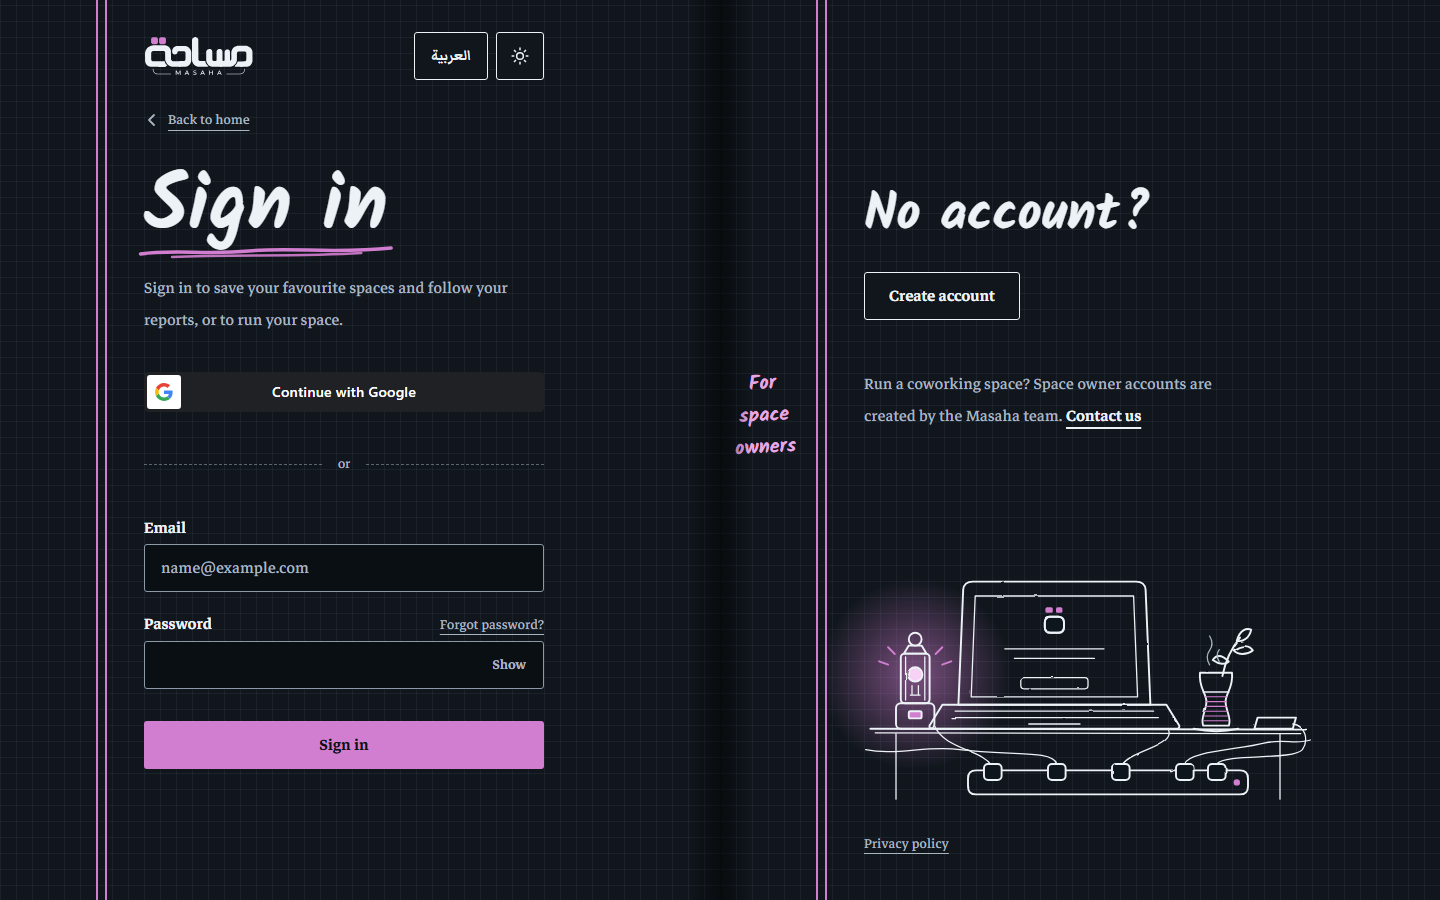 مساحة
MASAHA
العربية
Back to home
Sign in
Sign in to save your favourite spaces and follow your
reports, or to run your space.
Continue with Google
or
Email
name@example.com
Password
Forgot password?
Show
Sign in
No account?
Create account
For
space
owners
Run a coworking space? Space owner accounts are
created by the Masaha team. Contact us
Privacy policy